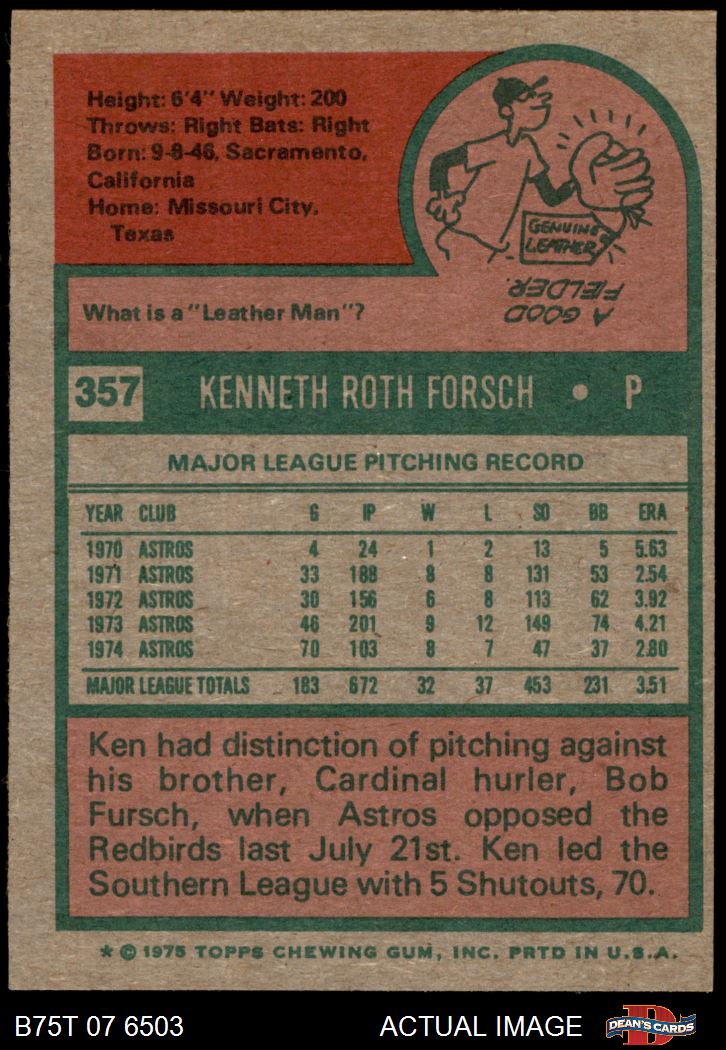 Height: 6'4" Weight: 200
Throws: Right Bats: Right
Born: 9-8-46, Sacramento,
California
Home: Missouri City,
Texas
GENUINE
LEATHER
A GOOD
FIELDER.
What is a "Leather Man"?
357 KENNETH ROTH FORSCH • P
MAJOR LEAGUE PITCHING RECORD
YEAR CLUB G IP W L SO BB ERA
1970 ASTROS 4 24 1 2 13 5 5.63
1971 ASTROS 33 188 8 8 131 53 2.54
1972 ASTROS 30 156 6 8 113 62 3.92
1973 ASTROS 46 201 9 12 149 74 4.21
1974 ASTROS 70 103 8 7 47 37 2.80
MAJOR LEAGUE TOTALS 183 672 32 37 453 231 3.51
Ken had distinction of pitching against
his brother, Cardinal hurler, Bob
Fursch, when Astros opposed the
Redbirds last July 21st. Ken led the
Southern League with 5 Shutouts, 70.
* © 1975 TOPPS CHEWING GUM, INC. PRTD IN U.S.A.
B75T 07 6503 ACTUAL IMAGE DEAN'S CARDS